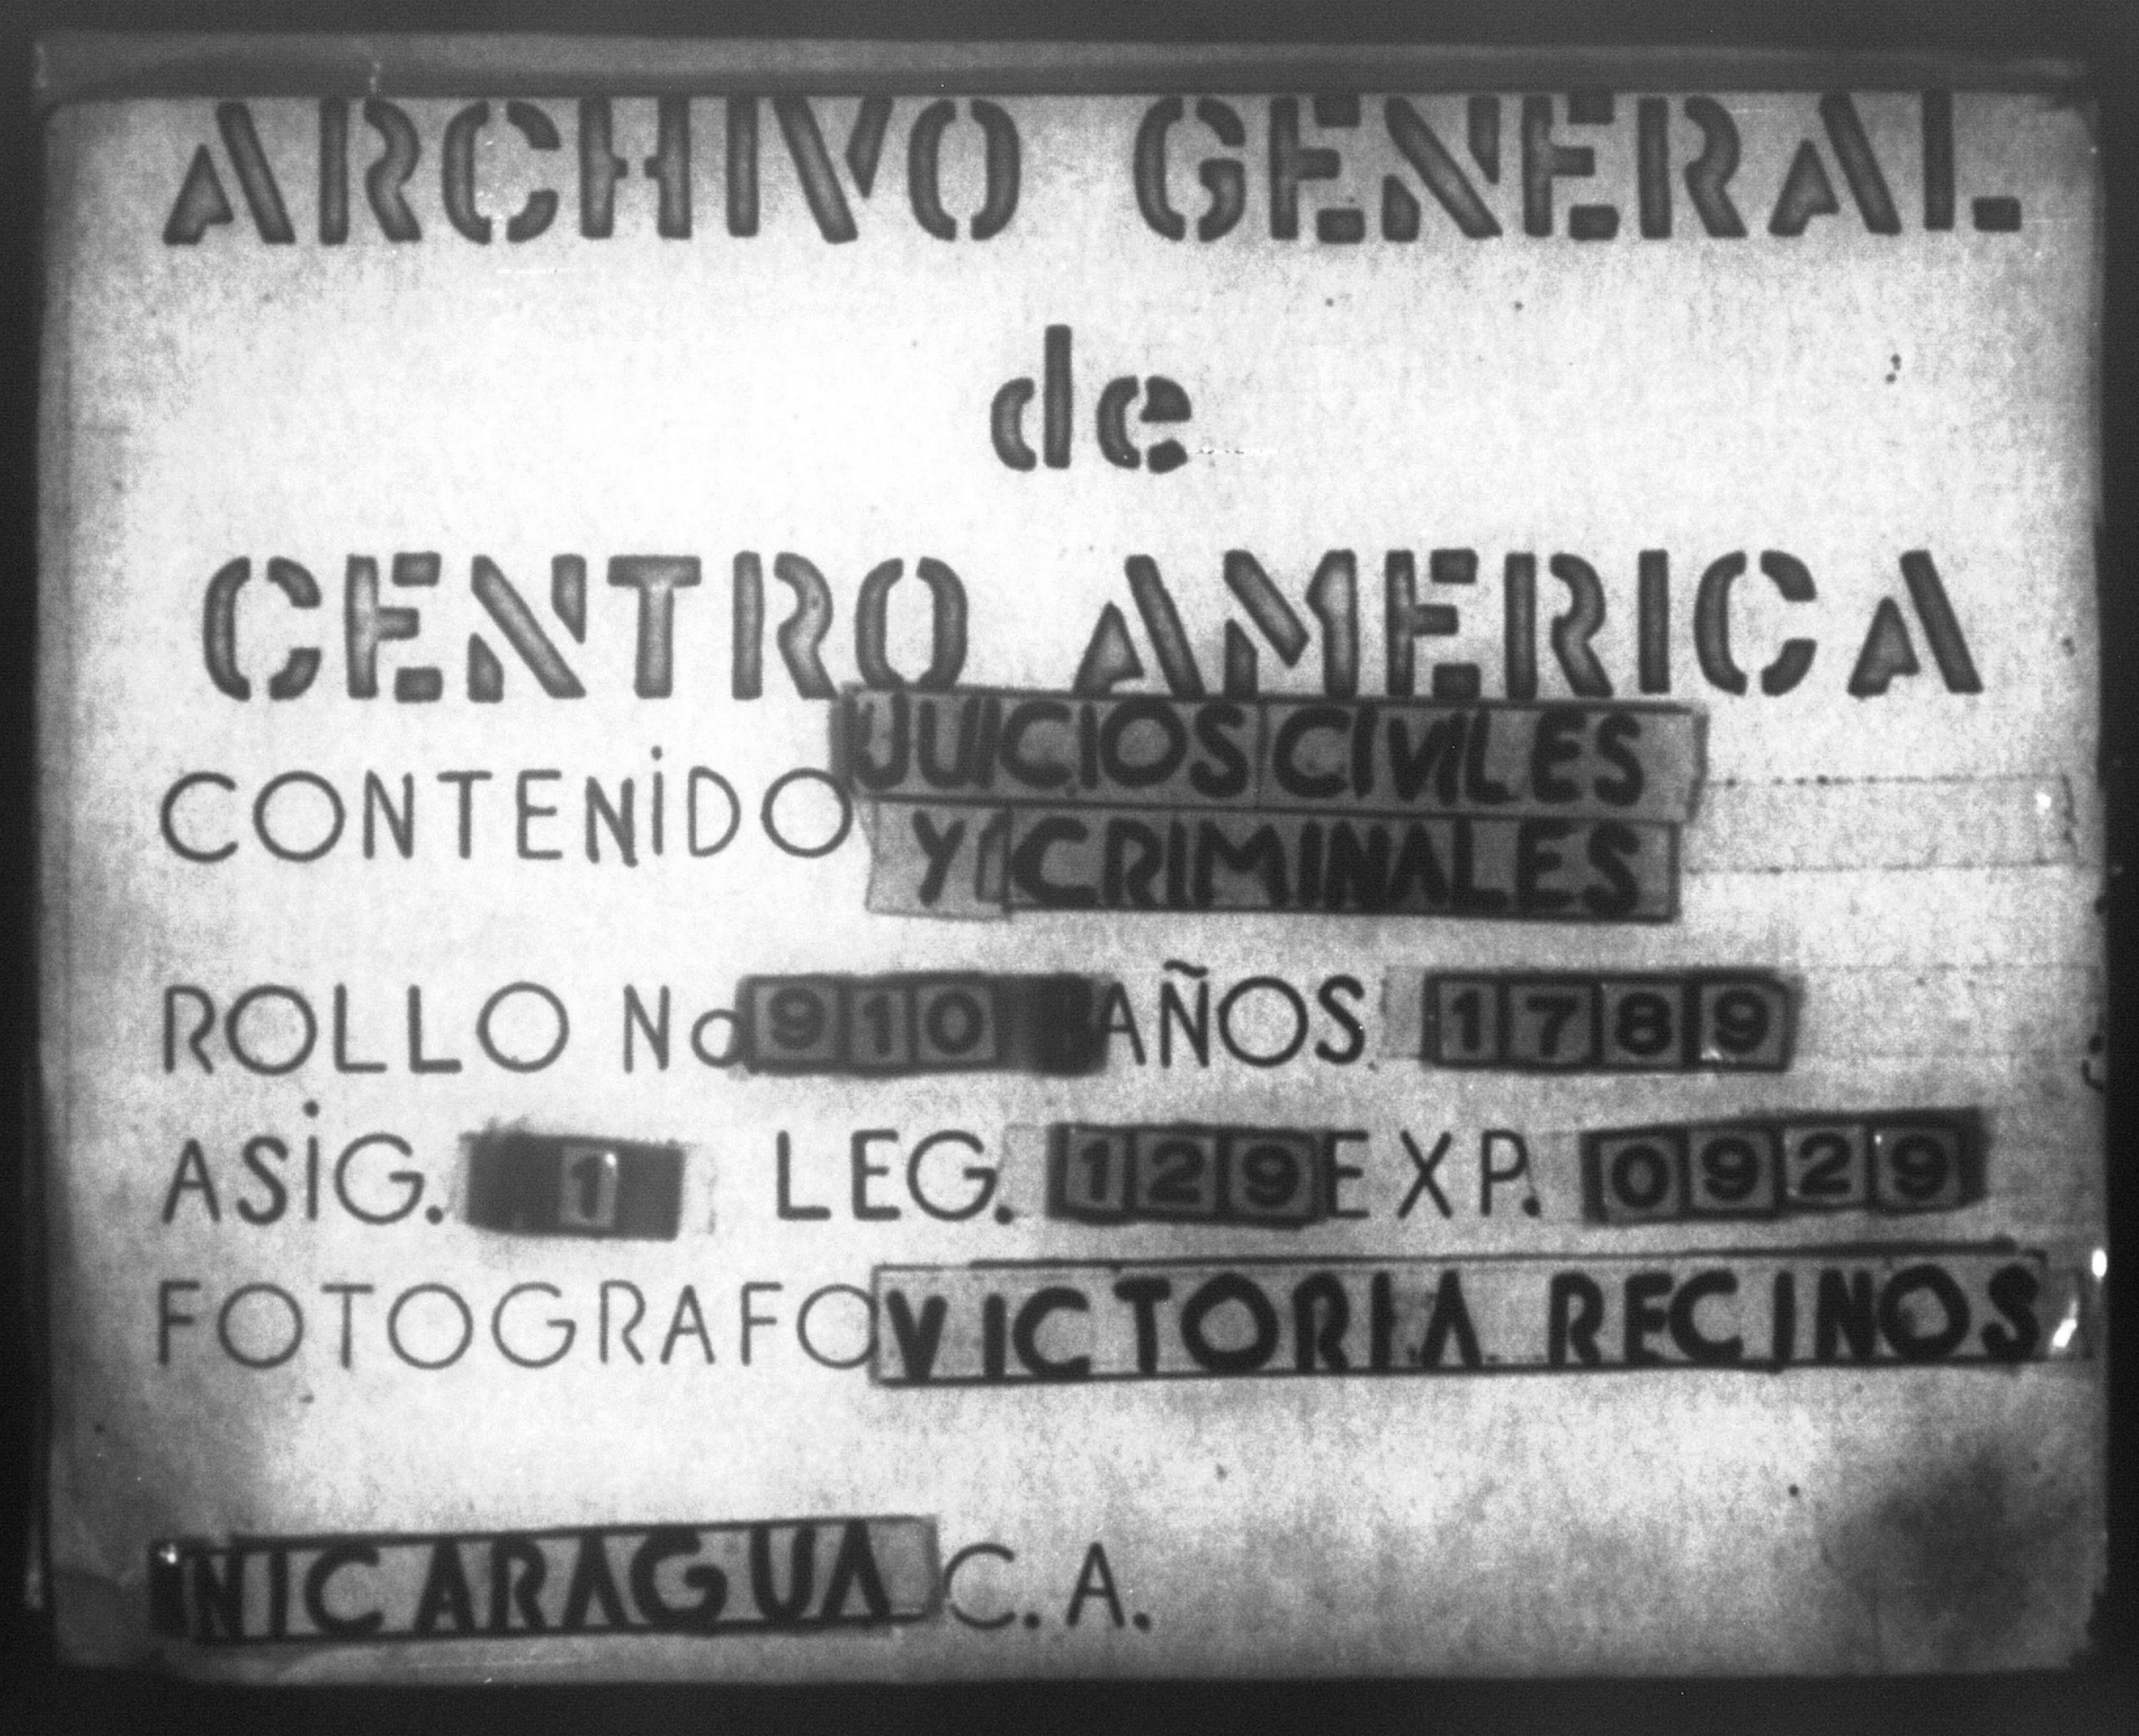 ARCHIVO GENERAL
de
CENTRO AMERICA
CONTENIDO JUICIOS CIVILES
Y CRIMINALES
ROLLO No 910 AÑOS 1789
ASIG. 1 LEG. 129 EXP. 0929
FOTOGRAFO VICTORIA RECINOS
NICARAGUA C.A.